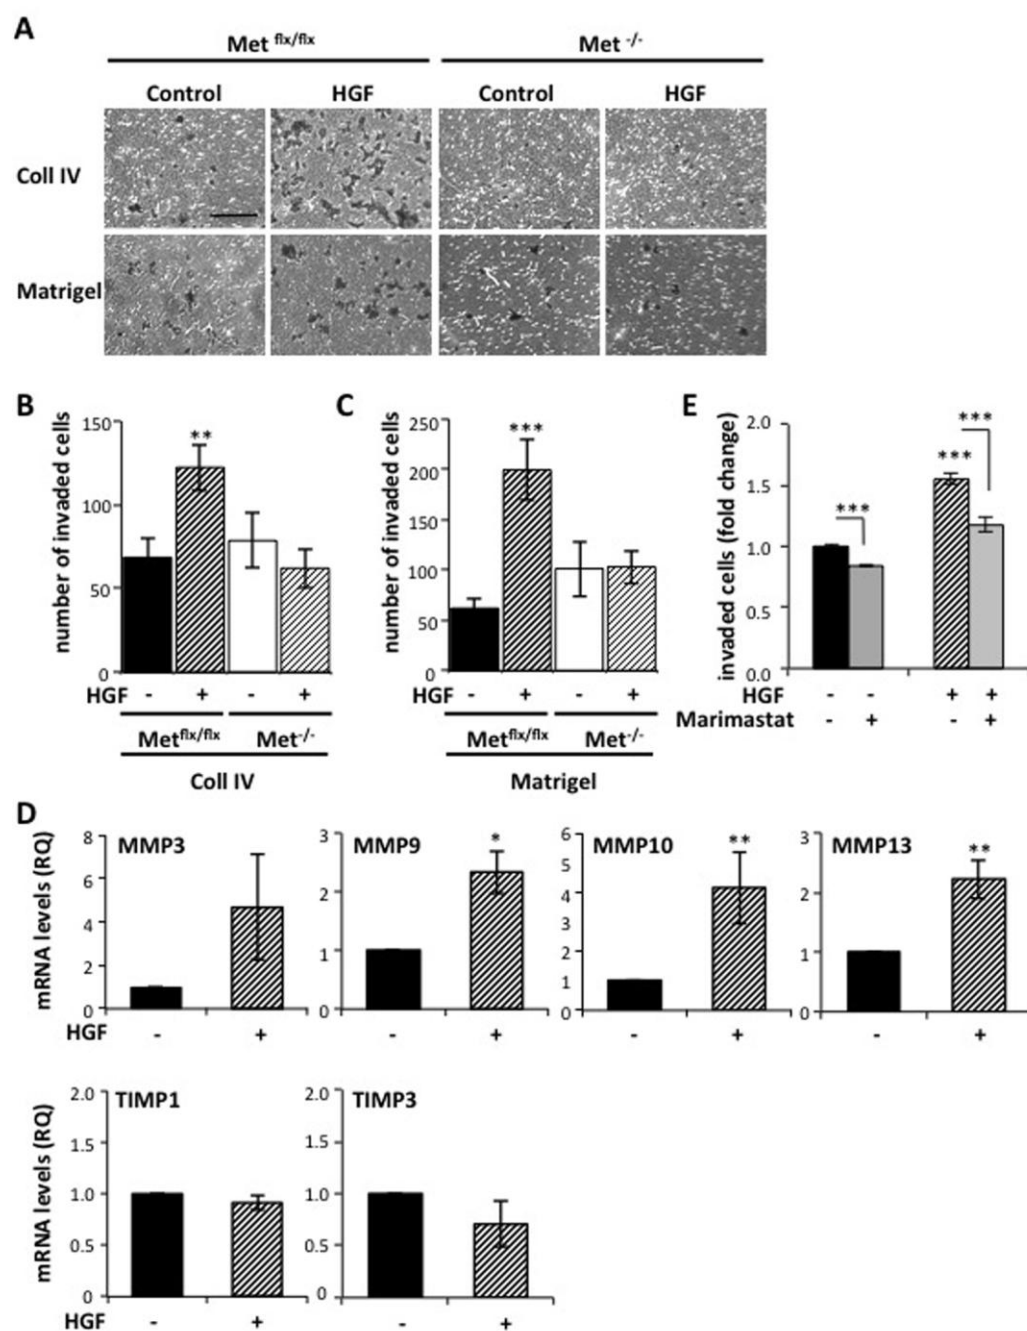 A
Met flx/flx Met -/-
Control HGF Control HGF
Coll IV
Matrigel
B
number of invaded cells
150
100
50
0
**
HGF - + - +
Metflx/flx Met-/-
Coll IV
C
number of invaded cells
250
200
150
100
50
0
***
HGF - + - +
Metflx/flx Met-/-
Matrigel
E
invaded cells (fold change)
2.0
1.5
1.0
0.5
0.0
***
***
***
HGF - - + +
Marimastat - + - +
D
mRNA levels (RQ)
MMP3
8
6
4
2
0
HGF - +
MMP9
3
2
1
0
*
- +
MMP10
6
5
4
3
2
1
0
**
- +
MMP13
3
2
1
0
**
- +
mRNA levels (RQ)
TIMP1
2.0
1.5
1.0
0.5
0
HGF - +
TIMP3
2.0
1.5
1.0
0.5
0
- +